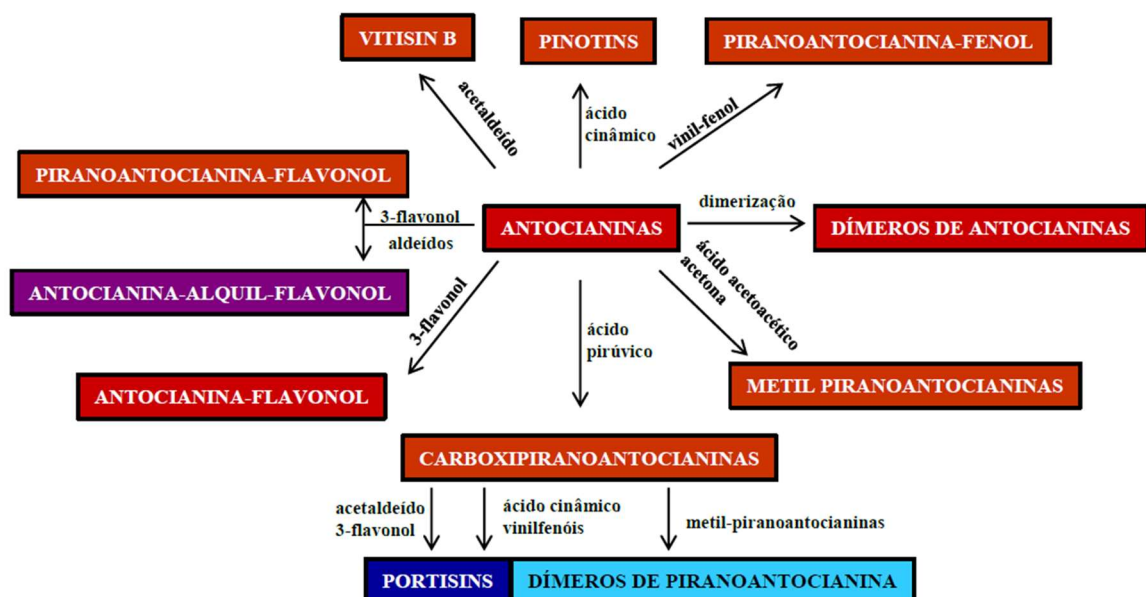 VITISIN B
PINOTINS
PIRANOANTOCIANINA-FENOL
acetaldeído
ácido
cinâmico
vinil-fenol
PIRANOANTOCIANINA-FLAVONOL
3-flavonol
aldeídos
ANTOCIANINAS
dimerização
DÍMEROS DE ANTOCIANINAS
ANTOCIANINA-ALQUIL-FLAVONOL
3-flavonol
ácido
pirúvico
ácido acetoacético
acetona
ANTOCIANINA-FLAVONOL
METIL PIRANOANTOCIANINAS
CARBOXIPIRANOANTOCIANINAS
acetaldeído
3-flavonol
ácido cinâmico
vinilfenóis
metil-piranoantocianinas
PORTISINS
DÍMEROS DE PIRANOANTOCIANINA